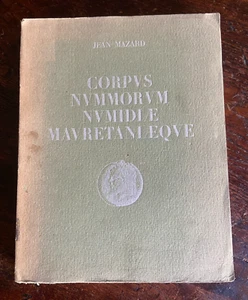 JEAN MAZARD
CORPVS
NVMMORVM
NVMIDIÆ
MAVRETANIÆQVE